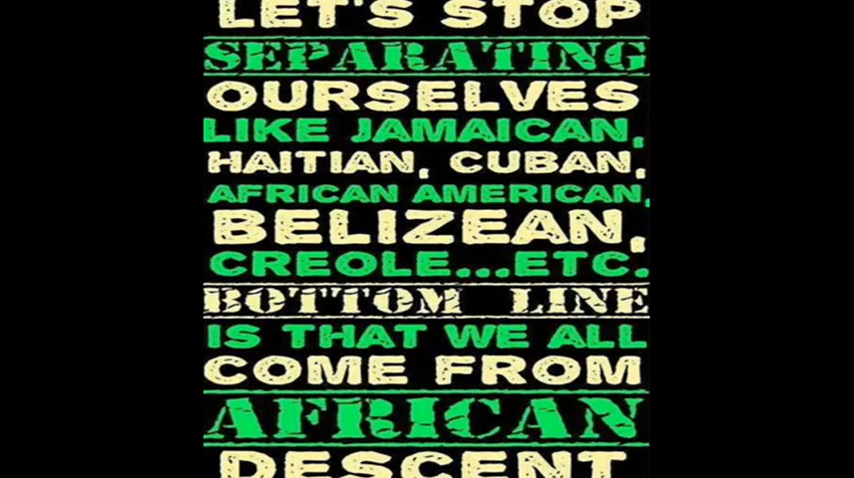 LET'S STOP
SEPARATING
OURSELVES
LIKE JAMAICAN,
HAITIAN, CUBAN,
AFRICAN AMERICAN,
BELIZEAN,
CREOLE...ETC.
BOTTOM LINE
IS THAT WE ALL
COME FROM
AFRICAN
DESCENT